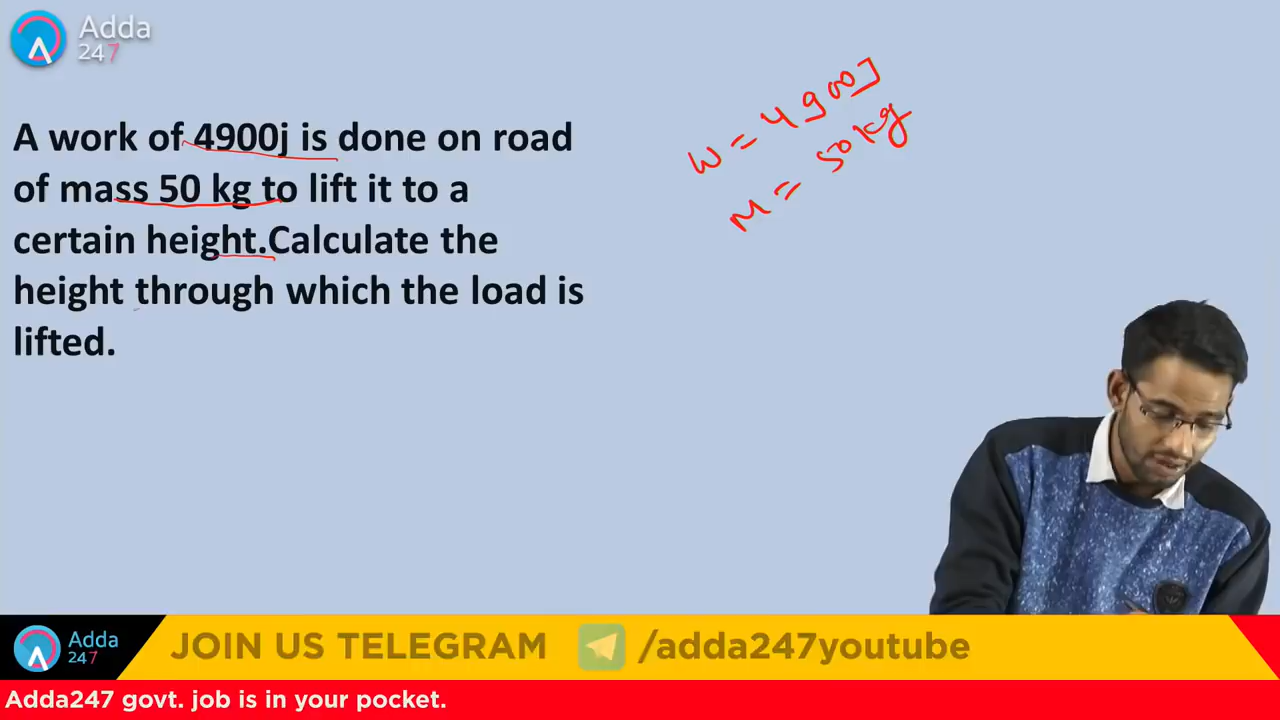 Adda
247
A work of 4900j is done on road
of mass 50 kg to lift it to a
certain height.Calculate the
height through which the load is
lifted.
W = 4900J
M = 50kg
Adda
247
JOIN US TELEGRAM /adda247youtube
Adda247 govt. job is in your pocket.